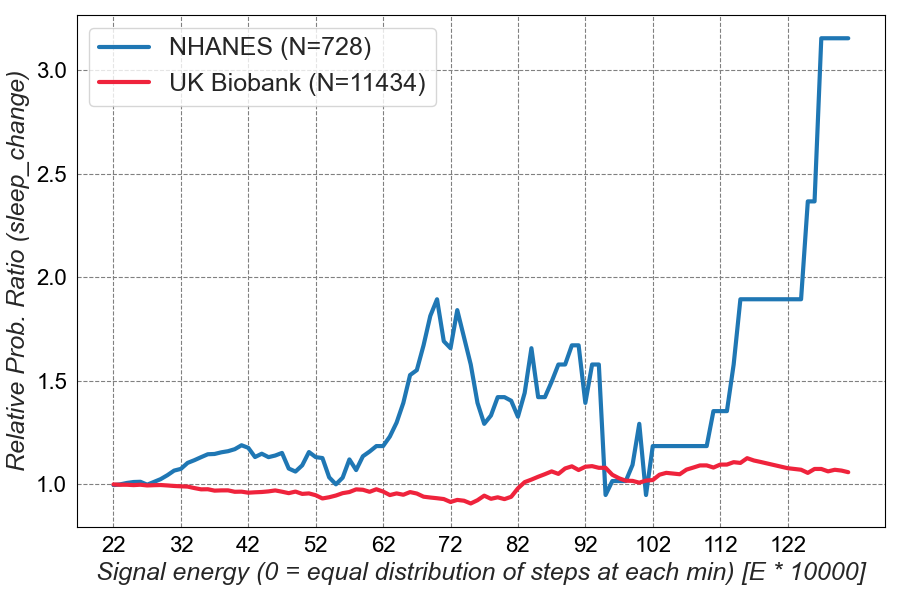 NHANES (N=728)
UK Biobank (N=11434)
Relative Prob. Ratio (sleep_change)
3.0
2.5
2.0
1.5
1.0
22 32 42 52 62 72 82 92 102 112 122
Signal energy (0 = equal distribution of steps at each min) [E * 10000]